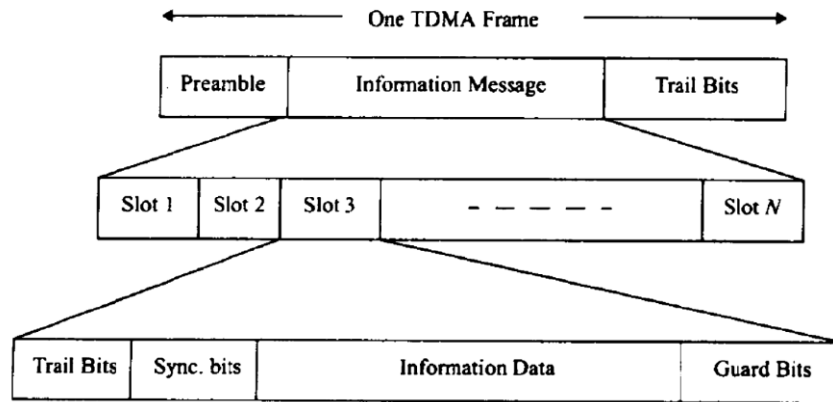 One TDMA Frame
Preamble Information Message Trail Bits
Slot 1 Slot 2 Slot 3 Slot N
Trail Bits Sync. bits Information Data Guard Bits